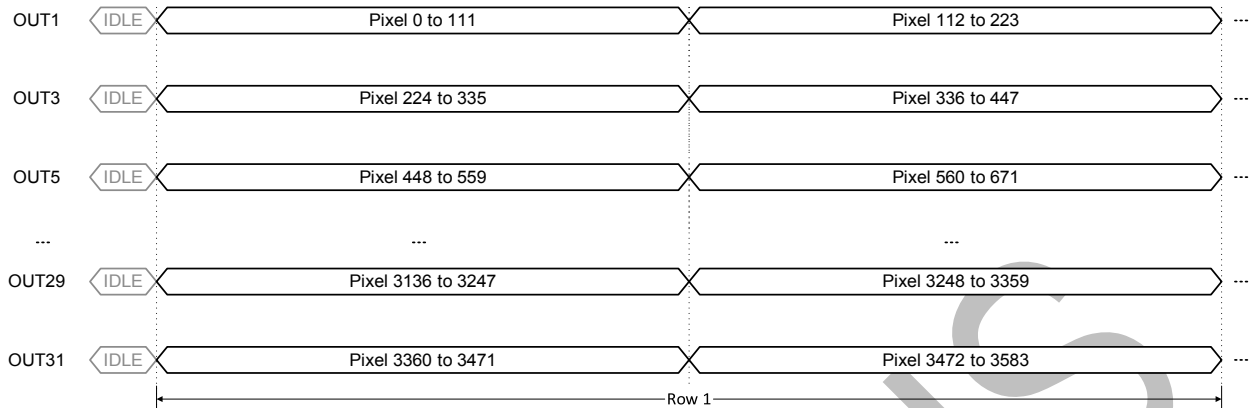 OUT1 IDLE Pixel 0 to 111 Pixel 112 to 223 ---
OUT3 IDLE Pixel 224 to 335 Pixel 336 to 447 ---
OUT5 IDLE Pixel 448 to 559 Pixel 560 to 671 ---
--- --- ---
OUT29 IDLE Pixel 3136 to 3247 Pixel 3248 to 3359 ---
OUT31 IDLE Pixel 3360 to 3471 Pixel 3472 to 3583 ---
Row 1